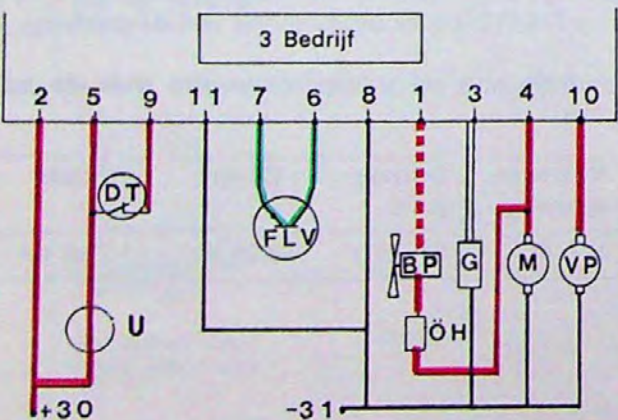 3 Bedrijf
2 5 9 11 7 6 8 1 3 4 10
DT
FLV
BP G M VP
U ÖH
+30 -31